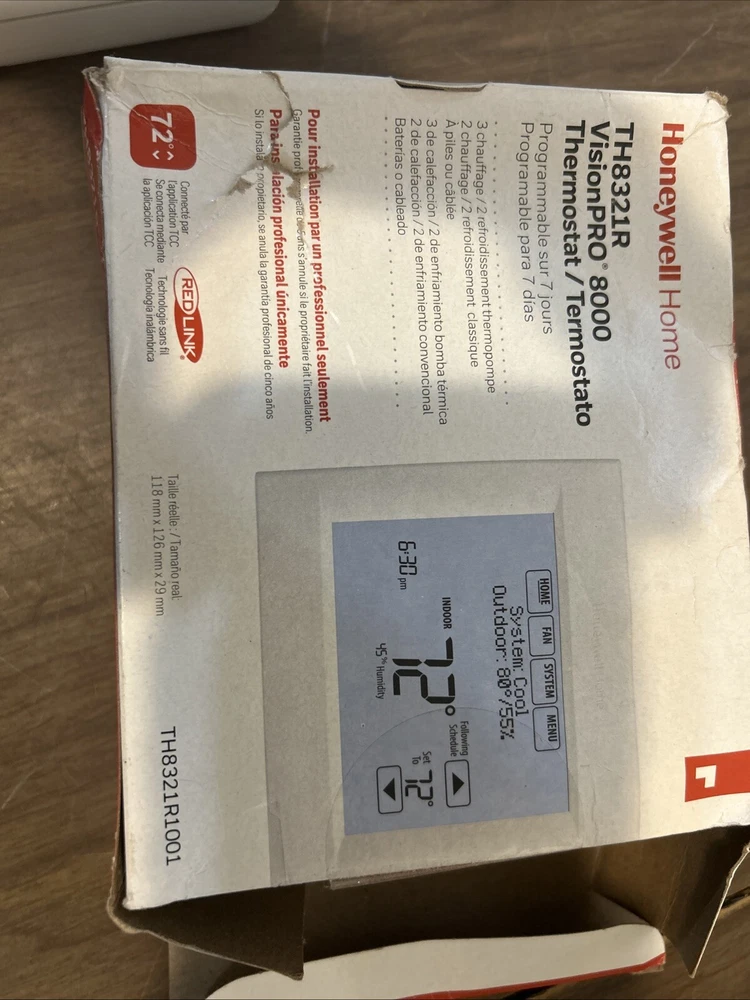 Honeywell Home
TH8321R
VisionPRO® 8000
Thermostat / Termostato
Programmable sur 7 jours
Programable para 7 días
3 chauffage / 2 refroidissement thermopompe
2 chauffage / 2 refroidissement classique
À piles ou câblée
3 de calefacción / 2 de enfriamiento bomba térmica
2 de calefacción / 2 de enfriamiento convencional
Baterías o cableado
Pour installation par un professionnel seulement
Garantie s'annule si le propriétaire fait l'installation.
Para instalación profesional únicamente
Si lo instala propietario, se anula la garantía profesional de cinco años
72°
Connecté par
l'application TCC
Se conecta mediante
la aplicación TCC
REDLINK®
Technologie sans fil
Tecnología inalámbrica
HOME
FAN
SYSTEM
MENU
System: Cool
Outdoor: 80°/55%
INDOOR
72°
Following
Schedule
Set
To
72°
6:30 pm
45% Humidity
Taille réelle : / Tamaño real:
118 mm x 126 mm x 29 mm
TH8321R1001